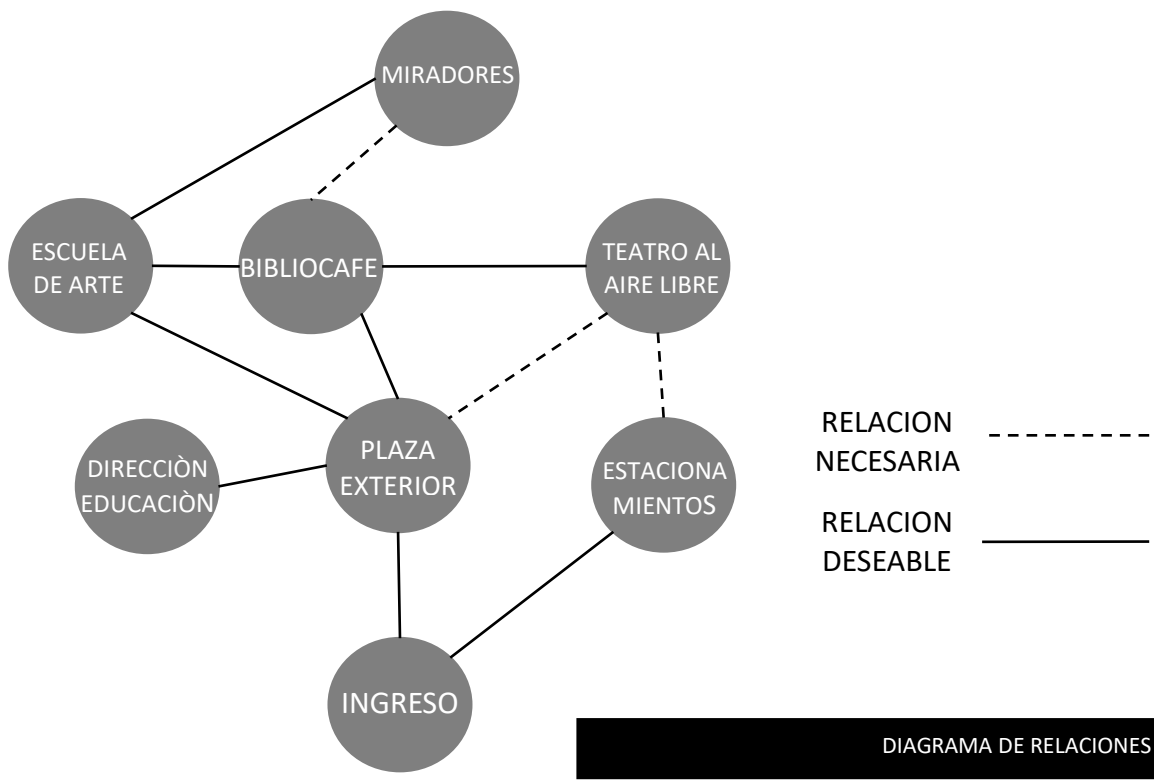 MIRADORES
ESCUELA
DE ARTE
BIBLIOCAFE
TEATRO AL
AIRE LIBRE
DIRECCIÒN
EDUCACIÒN
PLAZA
EXTERIOR
ESTACIONA
MIENTOS
INGRESO
RELACION
NECESARIA
RELACION
DESEABLE
DIAGRAMA DE RELACIONES